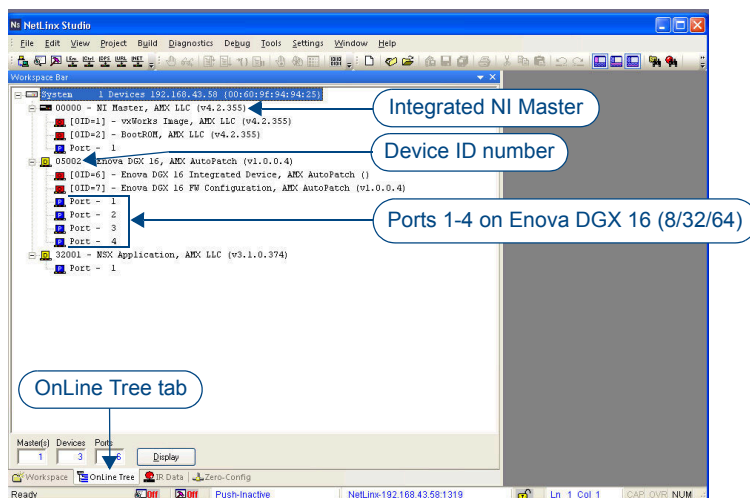 Ns NetLinx Studio
File Edit View Project Build Diagnostics Debug Tools Settings Window Help
Workspace Bar
System 1 Devices 192.168.43.58 (00:60:9f:94:94:25)
00000 - NI Master, AMX LLC (v4.2.355)
[OID=1] - vxWorks Image, AMX LLC (v4.2.355)
[OID=2] - BootROM, AMX LLC (v4.2.355)
Port - 1
05002 - Enova DGX 16, AMX AutoPatch (v1.0.0.4)
[OID=6] - Enova DGX 16 Integrated Device, AMX AutoPatch ()
[OID=7] - Enova DGX 16 FW Configuration, AMX AutoPatch (v1.0.0.4)
Port - 1
Port - 2
Port - 3
Port - 4
32001 - NSX Application, AMX LLC (v3.1.0.374)
Port - 1
Integrated NI Master
Device ID number
Ports 1-4 on Enova DGX 16 (8/32/64)
OnLine Tree tab
Master(s) Devices Ports
1 3 6 Display
Workspace OnLine Tree IR Data Zero-Config
Ready Off Off Push-Inactive NetLinx-192.168.43.58:1319 Ln 1 Col 1 CAP OVR NUM